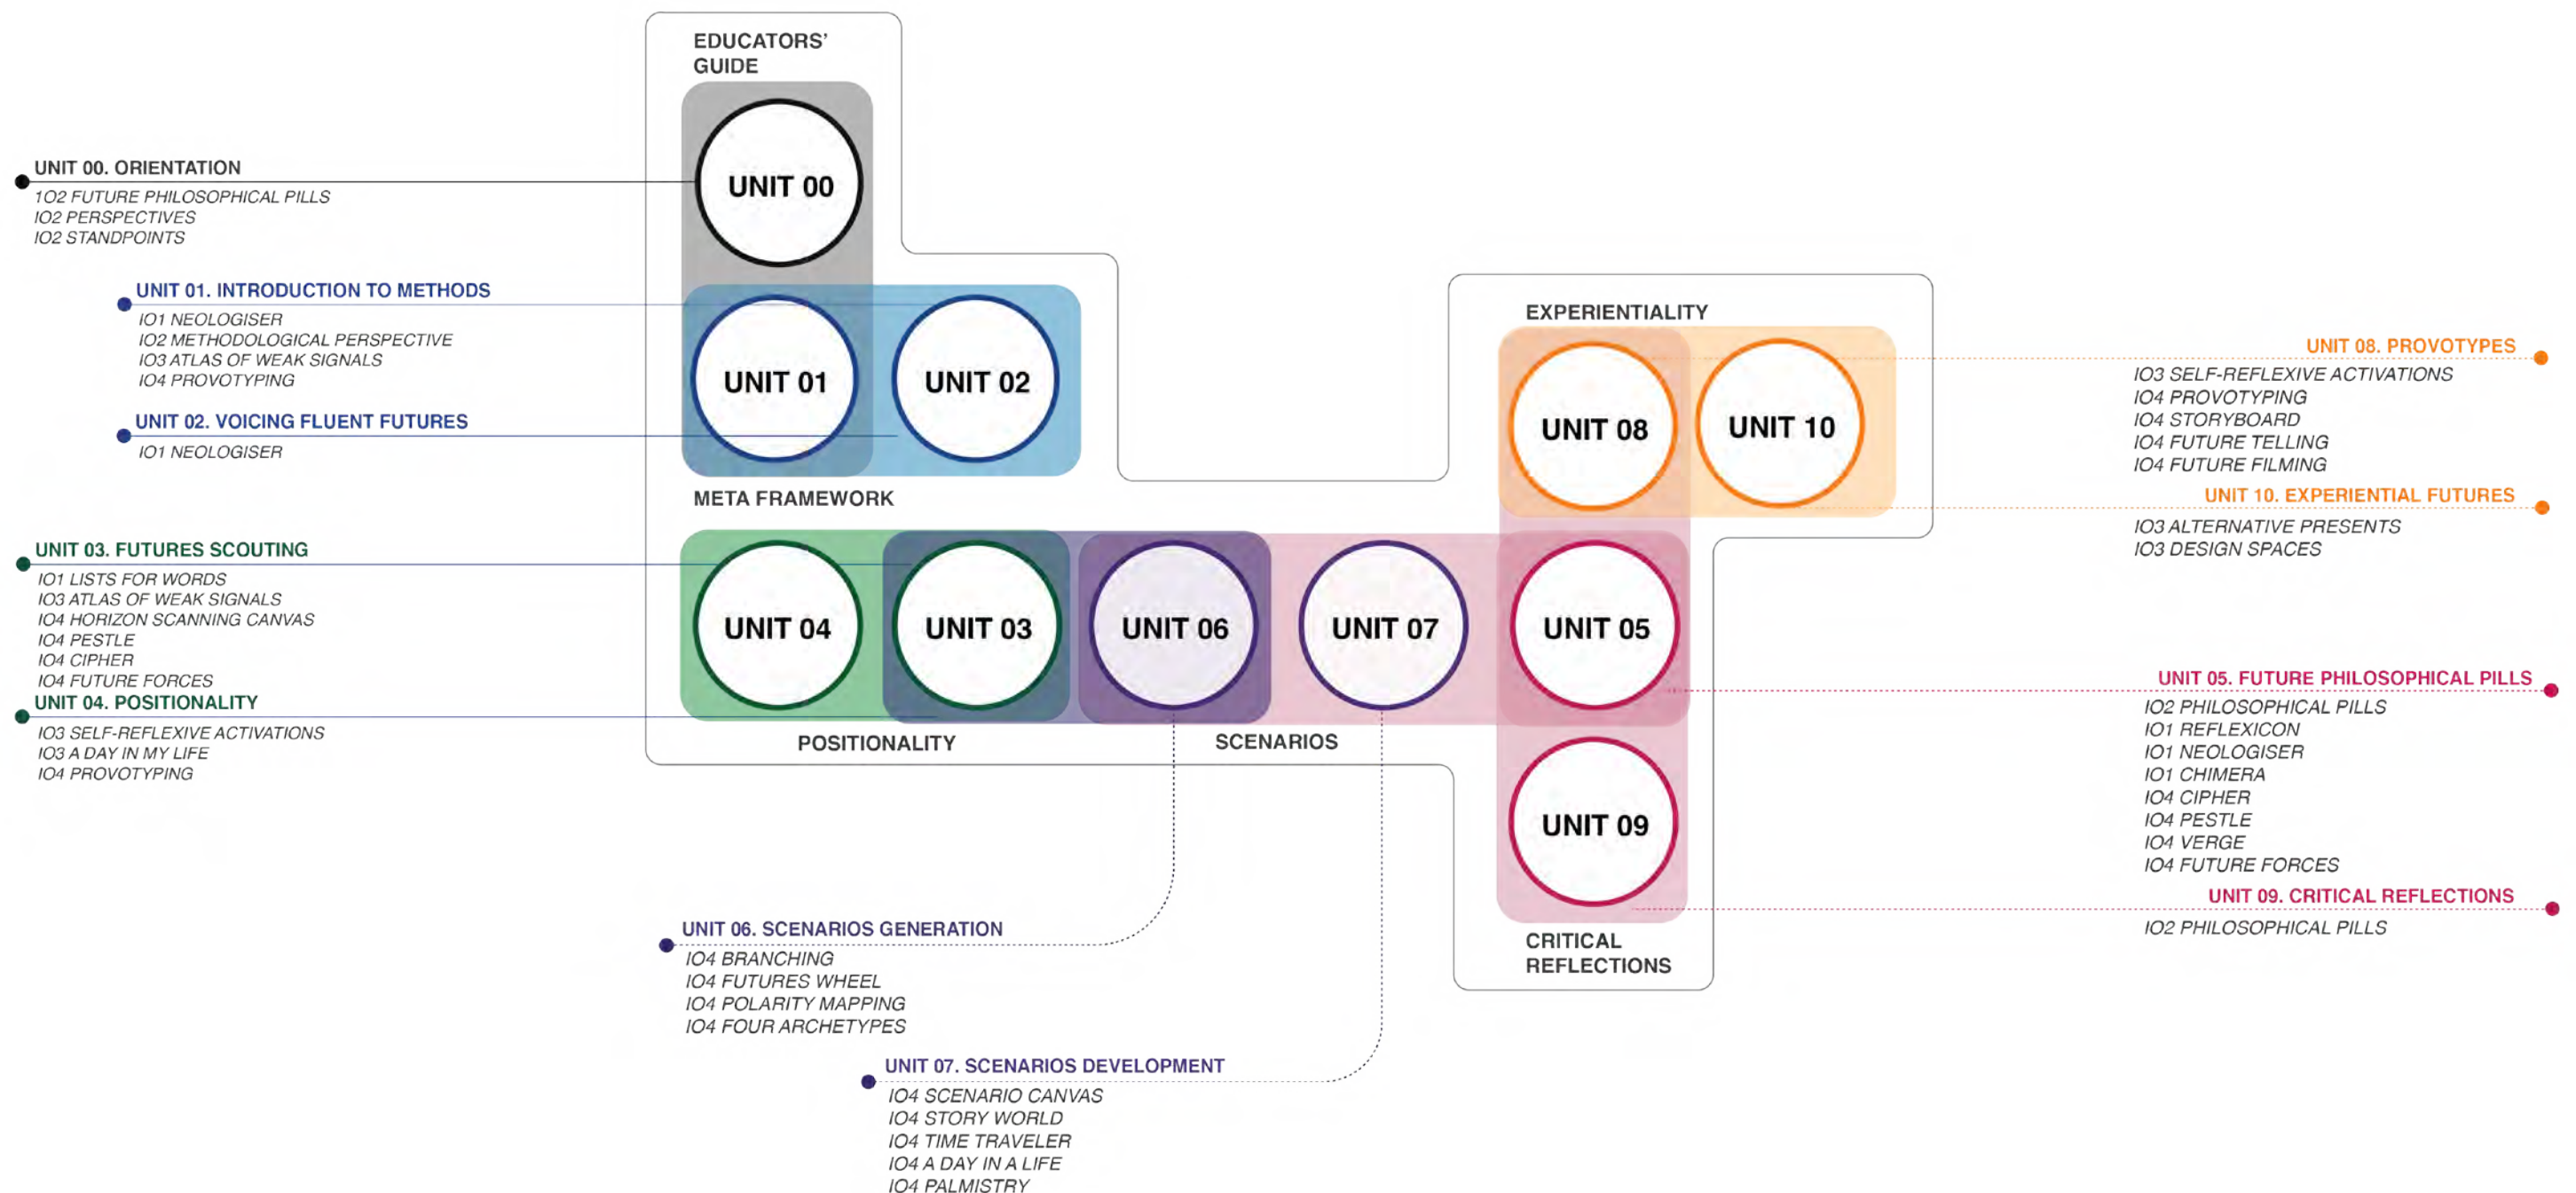 EDUCATORS'
GUIDE
UNIT 00
UNIT 00. ORIENTATION
1O2 FUTURE PHILOSOPHICAL PILLS
IO2 PERSPECTIVES
IO2 STANDPOINTS
UNIT 01. INTRODUCTION TO METHODS
IO1 NEOLOGISER
IO2 METHODOLOGICAL PERSPECTIVE
IO3 ATLAS OF WEAK SIGNALS
IO4 PROVOTYPING
UNIT 02. VOICING FLUENT FUTURES
IO1 NEOLOGISER
UNIT 01
UNIT 02
META FRAMEWORK
EXPERIENTIALITY
UNIT 08
UNIT 10
UNIT 08. PROVOTYPES
IO3 SELF-REFLEXIVE ACTIVATIONS
IO4 PROVOTYPING
IO4 STORYBOARD
IO4 FUTURE TELLING
IO4 FUTURE FILMING
UNIT 10. EXPERIENTIAL FUTURES
IO3 ALTERNATIVE PRESENTS
IO3 DESIGN SPACES
UNIT 03. FUTURES SCOUTING
IO1 LISTS FOR WORDS
IO3 ATLAS OF WEAK SIGNALS
IO4 HORIZON SCANNING CANVAS
IO4 PESTLE
IO4 CIPHER
IO4 FUTURE FORCES
UNIT 04. POSITIONALITY
IO3 SELF-REFLEXIVE ACTIVATIONS
IO3 A DAY IN MY LIFE
IO4 PROVOTYPING
UNIT 04
UNIT 03
UNIT 06
UNIT 07
UNIT 05
POSITIONALITY
SCENARIOS
UNIT 09
CRITICAL
REFLECTIONS
UNIT 05. FUTURE PHILOSOPHICAL PILLS
IO2 PHILOSOPHICAL PILLS
IO1 REFLEXICON
IO1 NEOLOGISER
IO1 CHIMERA
IO4 CIPHER
IO4 PESTLE
IO4 VERGE
IO4 FUTURE FORCES
UNIT 09. CRITICAL REFLECTIONS
IO2 PHILOSOPHICAL PILLS
UNIT 06. SCENARIOS GENERATION
IO4 BRANCHING
IO4 FUTURES WHEEL
IO4 POLARITY MAPPING
IO4 FOUR ARCHETYPES
UNIT 07. SCENARIOS DEVELOPMENT
IO4 SCENARIO CANVAS
IO4 STORY WORLD
IO4 TIME TRAVELER
IO4 A DAY IN A LIFE
IO4 PALMISTRY